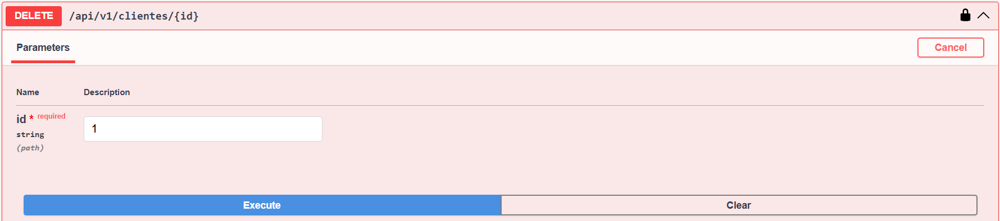 DELETE /api/v1/clientes/{id}
Parameters Cancel
Name Description
id * required
1
string
(path)
Execute Clear